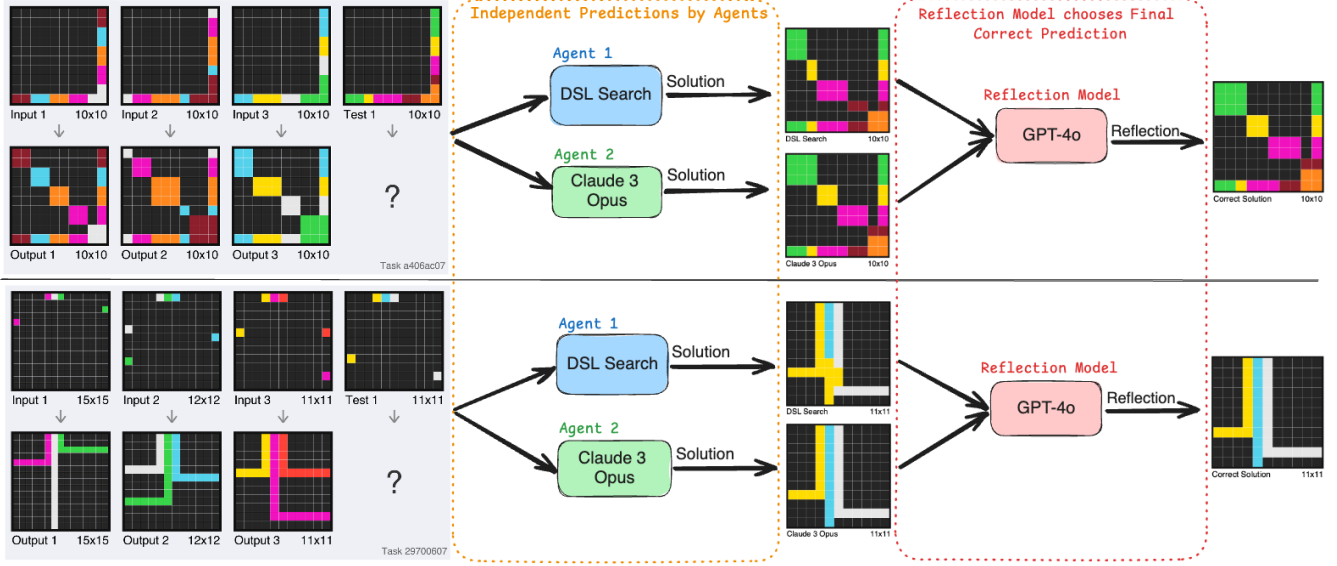 Independent Predictions by Agents
Reflection Model chooses Final
Correct Prediction
Input 1 10x10
Input 2 10x10
Input 3 10x10
Test 1 10x10
?
Output 1 10x10
Output 2 10x10
Output 3 10x10
Task a406ac07
Agent 1
DSL Search
Solution
Agent 2
Claude 3
Opus
Solution
DSL Search 10x10
Claude 3 Opus 10x10
Reflection Model
GPT-4o
Reflection
Correct Solution 10x10
Input 1 15x15
Input 2 12x12
Input 3 11x11
Test 1 11x11
?
Output 1 15x15
Output 2 12x12
Output 3 11x11
Task 29700607
Agent 1
DSL Search
Solution
Agent 2
Claude 3
Opus
Solution
DSL Search 11x11
Claude 3 Opus 11x11
Reflection Model
GPT-4o
Reflection
Correct Solution 11x11